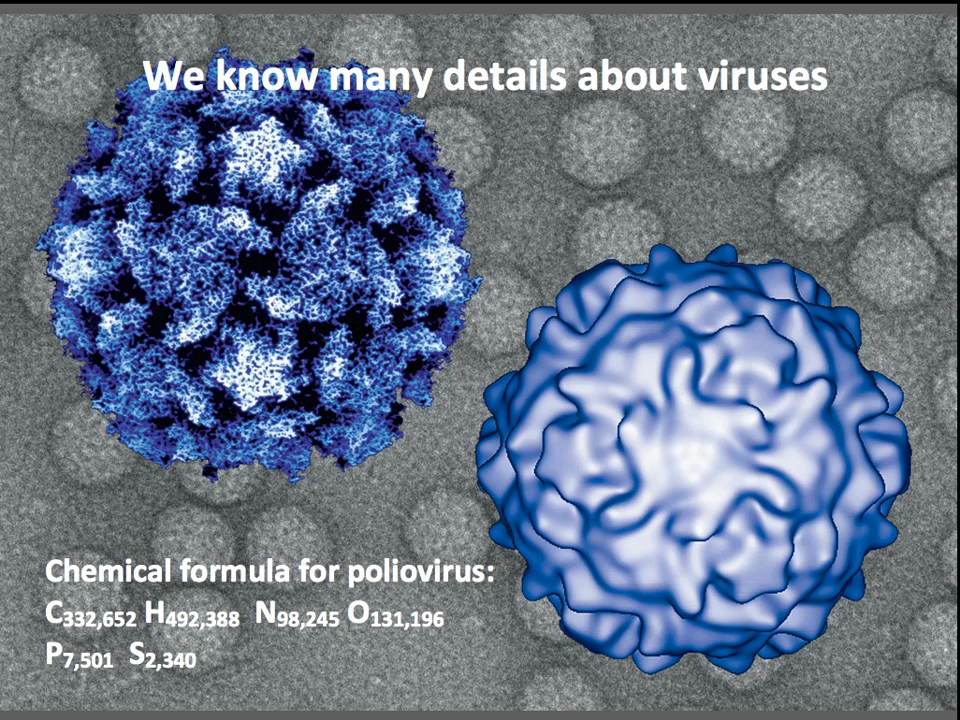 We know many details about viruses
Chemical formula for poliovirus:
C332,652 H492,388 N98,245 O131,196
P7,501 S2,340